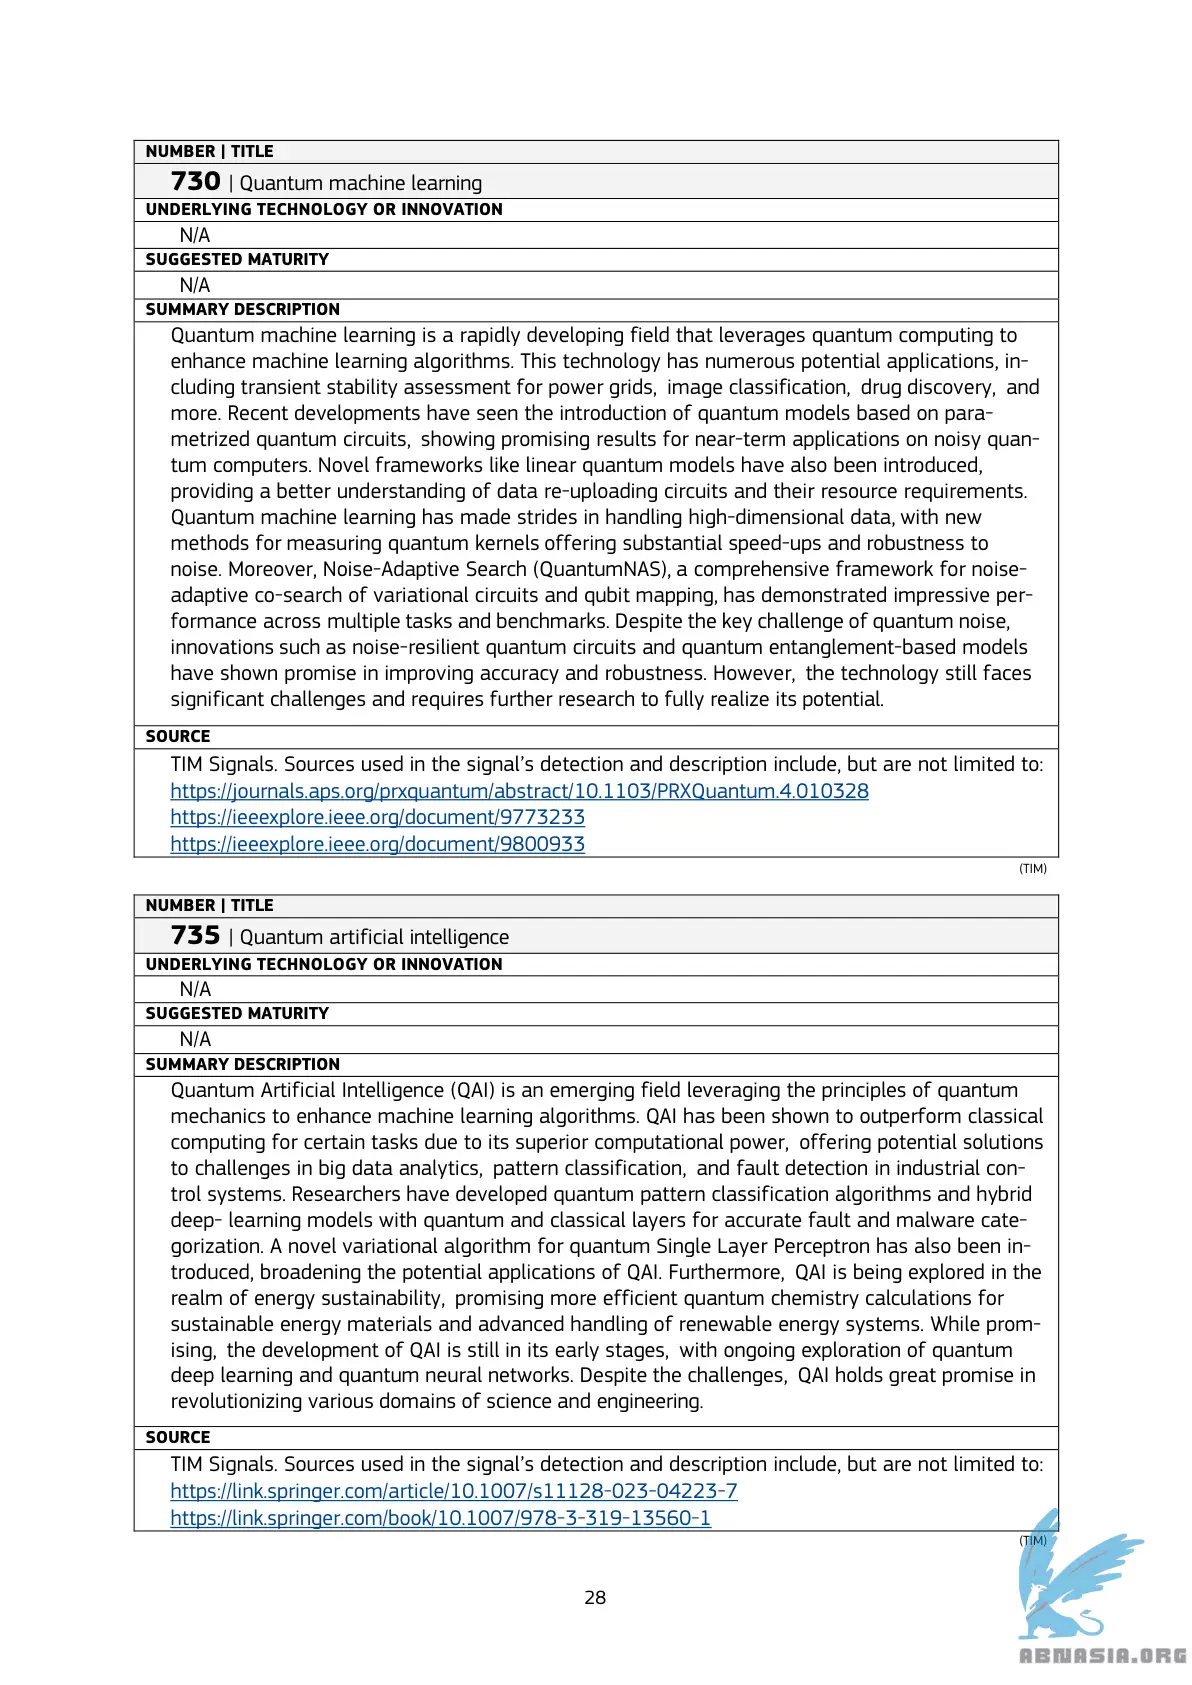 NUMBER | TITLE
730 | Quantum machine learning
UNDERLYING TECHNOLOGY OR INNOVATION
N/A
SUGGESTED MATURITY
N/A
SUMMARY DESCRIPTION
Quantum machine learning is a rapidly developing field that leverages quantum computing to
enhance machine learning algorithms. This technology has numerous potential applications, in-
cluding transient stability assessment for power grids, image classification, drug discovery, and
more. Recent developments have seen the introduction of quantum models based on para-
metrized quantum circuits, showing promising results for near-term applications on noisy quan-
tum computers. Novel frameworks like linear quantum models have also been introduced,
providing a better understanding of data re-uploading circuits and their resource requirements.
Quantum machine learning has made strides in handling high-dimensional data, with new
methods for measuring quantum kernels offering substantial speed-ups and robustness to
noise. Moreover, Noise-Adaptive Search (QuantumNAS), a comprehensive framework for noise-
adaptive co-search of variational circuits and qubit mapping, has demonstrated impressive per-
formance across multiple tasks and benchmarks. Despite the key challenge of quantum noise,
innovations such as noise-resilient quantum circuits and quantum entanglement-based models
have shown promise in improving accuracy and robustness. However, the technology still faces
significant challenges and requires further research to fully realize its potential.
SOURCE
TIM Signals. Sources used in the signal's detection and description include, but are not limited to:
https://journals.aps.org/prxquantum/abstract/10.1103/PRXQuantum.4.010328
https://ieeexplore.ieee.org/document/9773233
https://ieeexplore.ieee.org/document/9800933
(TIM)
NUMBER | TITLE
735 | Quantum artificial intelligence
UNDERLYING TECHNOLOGY OR INNOVATION
N/A
SUGGESTED MATURITY
N/A
SUMMARY DESCRIPTION
Quantum Artificial Intelligence (QAI) is an emerging field leveraging the principles of quantum
mechanics to enhance machine learning algorithms. QAI has been shown to outperform classical
computing for certain tasks due to its superior computational power, offering potential solutions
to challenges in big data analytics, pattern classification, and fault detection in industrial con-
trol systems. Researchers have developed quantum pattern classification algorithms and hybrid
deep- learning models with quantum and classical layers for accurate fault and malware cate-
gorization. A novel variational algorithm for quantum Single Layer Perceptron has also been in-
troduced, broadening the potential applications of QAI. Furthermore, QAI is being explored in the
realm of energy sustainability, promising more efficient quantum chemistry calculations for
sustainable energy materials and advanced handling of renewable energy systems. While prom-
ising, the development of QAI is still in its early stages, with ongoing exploration of quantum
deep learning and quantum neural networks. Despite the challenges, QAI holds great promise in
revolutionizing various domains of science and engineering.
SOURCE
TIM Signals. Sources used in the signal's detection and description include, but are not limited to:
https://link.springer.com/article/10.1007/s11128-023-04223-7
https://link.springer.com/book/10.1007/978-3-319-13560-1
(TIM)
28
ABNASIA.ORG